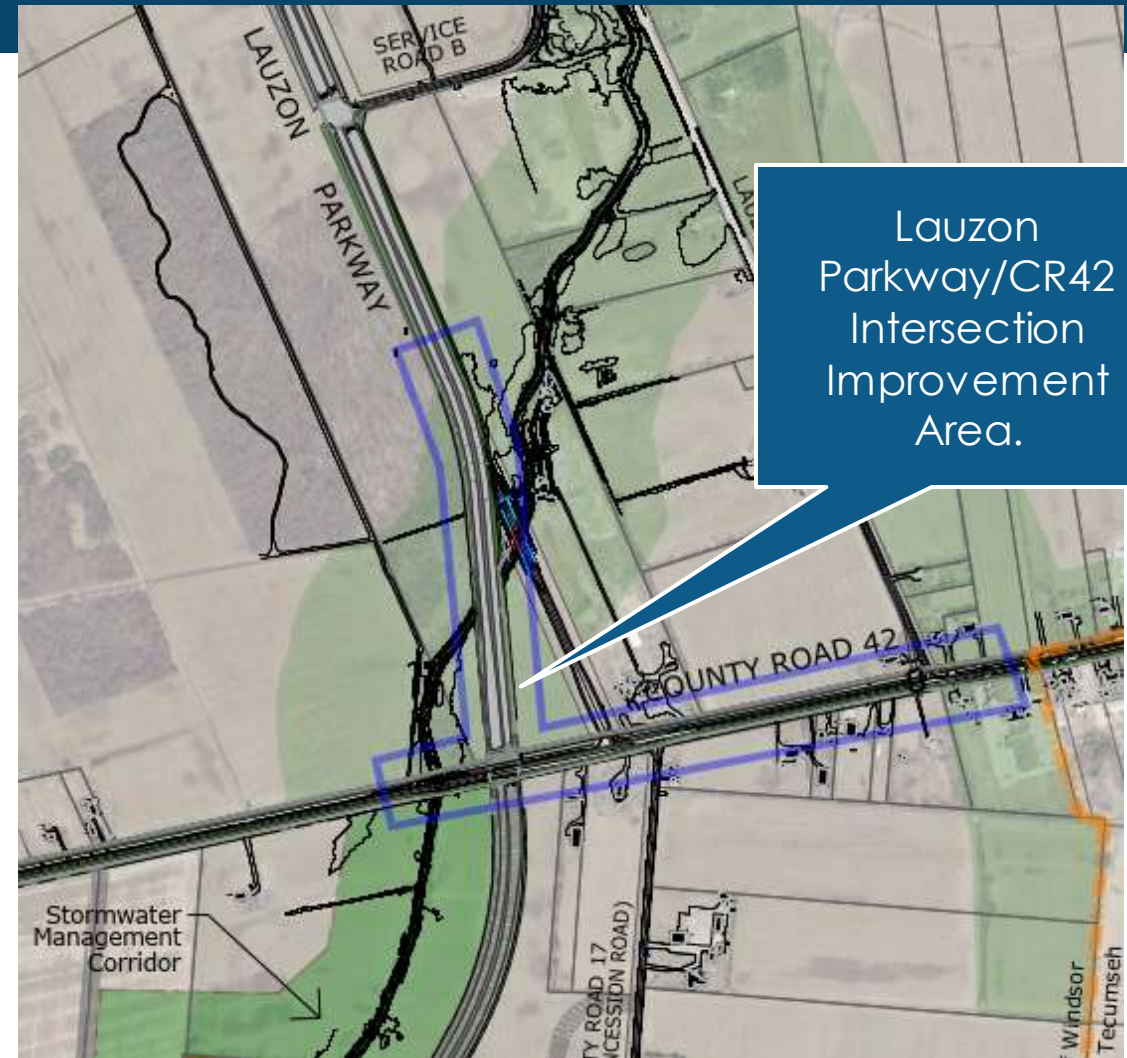 LAUZON
PARKWAY
SERVICE
ROAD B
Lauzon
Parkway/CR42
Intersection
Improvement
Area.
COUNTY ROAD 42
Stormwater
Management
Corridor
ROAD 17
ROAD)
Windsor
Tecumseh